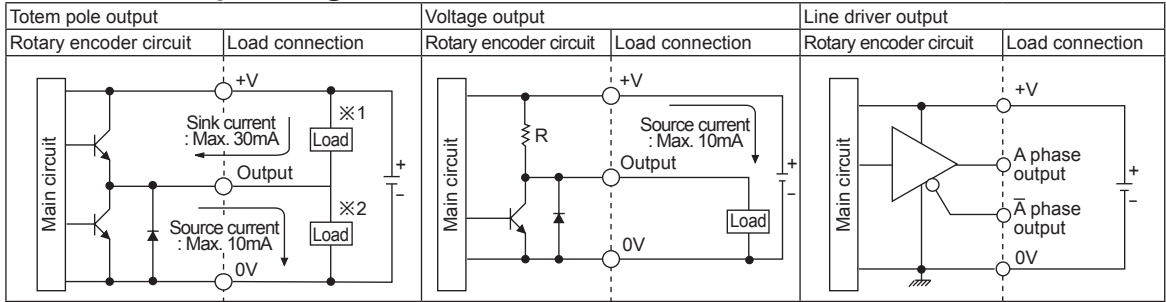 Totem pole output
Voltage output
Line driver output
Rotary encoder circuit
Load connection
Rotary encoder circuit
Load connection
Rotary encoder circuit
Load connection
Main circuit
+V
Sink current
: Max. 30mA
※1
Load
Output
+
−
※2
Source current
: Max. 10mA
Load
0V
Main circuit
+V
R
Source current
: Max. 10mA
Output
+
−
Load
0V
Main circuit
+V
A phase
output
+
−
A̅ phase
output
0V